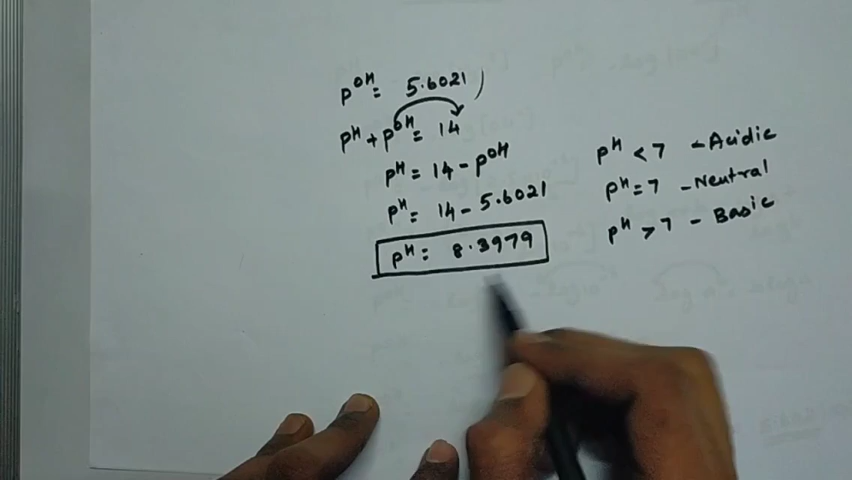 pOH = 5.6021)
pH + pOH = 14
pH = 14 - pOH
pH = 14 - 5.6021
pH = 8.3979
pH < 7 - Acidic
pH = 7 - Neutral
pH > 7 - Basic